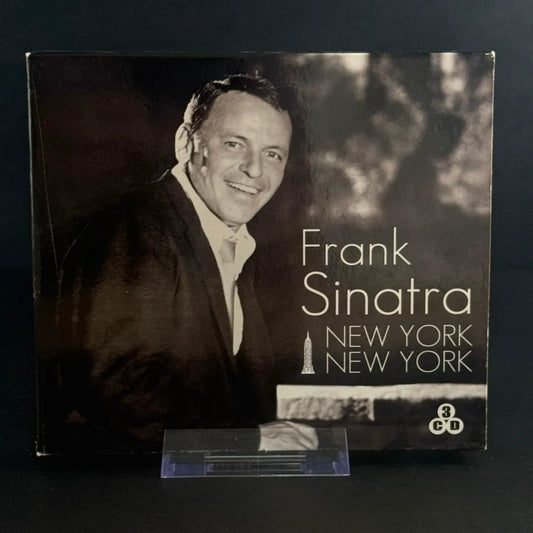 Frank
Sinatra
NEW YORK
NEW YORK
3
CD